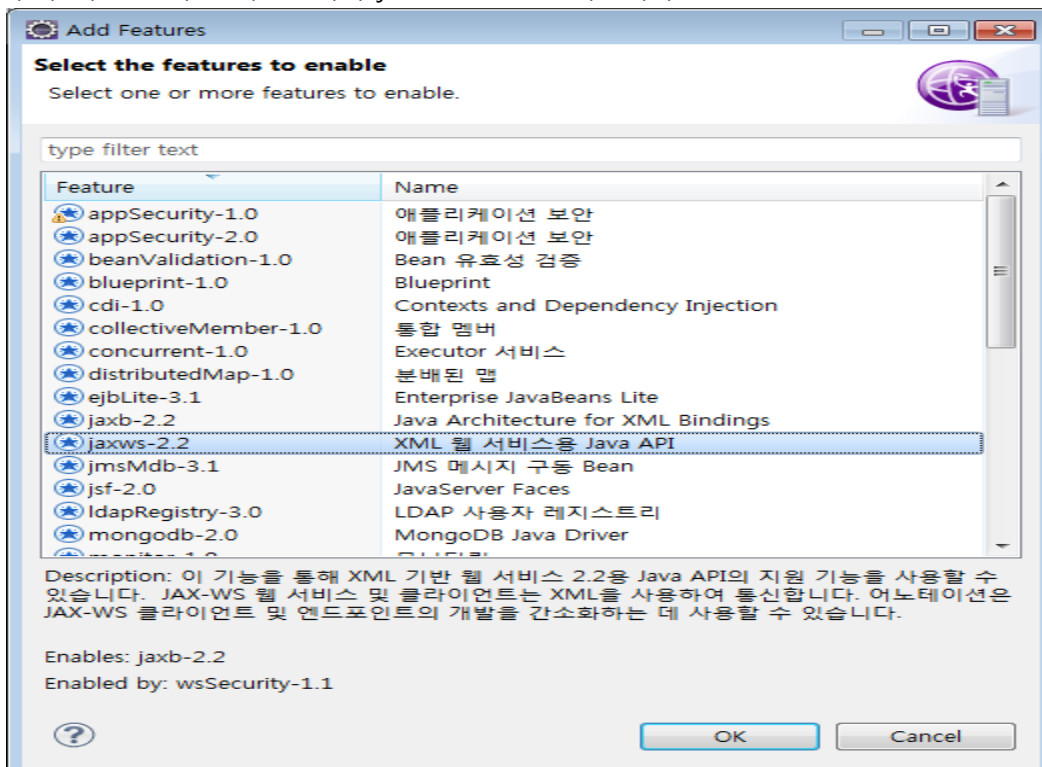 Add Features
Select the features to enable
Select one or more features to enable.
type filter text
Feature Name
appSecurity-1.0 애플리케이션 보안
appSecurity-2.0 애플리케이션 보안
beanValidation-1.0 Bean 유효성 검증
blueprint-1.0 Blueprint
cdi-1.0 Contexts and Dependency Injection
collectiveMember-1.0 통합 멤버
concurrent-1.0 Executor 서비스
distributedMap-1.0 분배된 맵
ejbLite-3.1 Enterprise JavaBeans Lite
jaxb-2.2 Java Architecture for XML Bindings
jaxws-2.2 XML 웹 서비스용 Java API
jmsMdb-3.1 JMS 메시지 구동 Bean
jsf-2.0 JavaServer Faces
ldapRegistry-3.0 LDAP 사용자 레지스트리
mongodb-2.0 MongoDB Java Driver
Description: 이 기능을 통해 XML 기반 웹 서비스 2.2용 Java API의 지원 기능을 사용할 수
있습니다. JAX-WS 웹 서비스 및 클라이언트는 XML을 사용하여 통신합니다. 어노테이션은
JAX-WS 클라이언트 및 엔드포인트의 개발을 간소화하는 데 사용할 수 있습니다.
Enables: jaxb-2.2
Enabled by: wsSecurity-1.1
OK Cancel